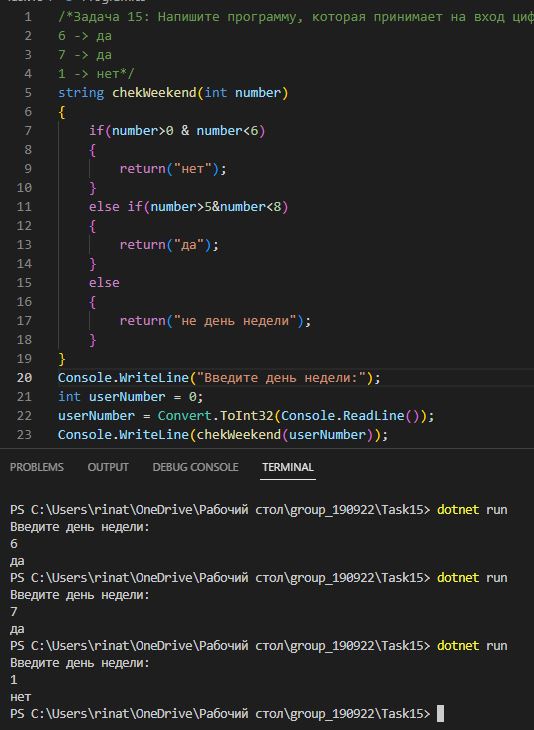 1 /*Задача 15: Напишите программу, которая принимает на вход циф
2 6 -> да
3 7 -> да
4 1 -> нет*/
5 string chekWeekend(int number)
6 {
7 if(number>0 & number<6)
8 {
9 return("нет");
10 }
11 else if(number>5&number<8)
12 {
13 return("да");
14 }
15 else
16 {
17 return("не день недели");
18 }
19 }
20 Console.WriteLine("Введите день недели:");
21 int userNumber = 0;
22 userNumber = Convert.ToInt32(Console.ReadLine());
23 Console.WriteLine(chekWeekend(userNumber));
PROBLEMS OUTPUT DEBUG CONSOLE TERMINAL
PS C:\Users\rinat\OneDrive\Рабочий стол\group_190922\Task15> dotnet run
Введите день недели:
6
да
PS C:\Users\rinat\OneDrive\Рабочий стол\group_190922\Task15> dotnet run
Введите день недели:
7
да
PS C:\Users\rinat\OneDrive\Рабочий стол\group_190922\Task15> dotnet run
Введите день недели:
1
нет
PS C:\Users\rinat\OneDrive\Рабочий стол\group_190922\Task15>